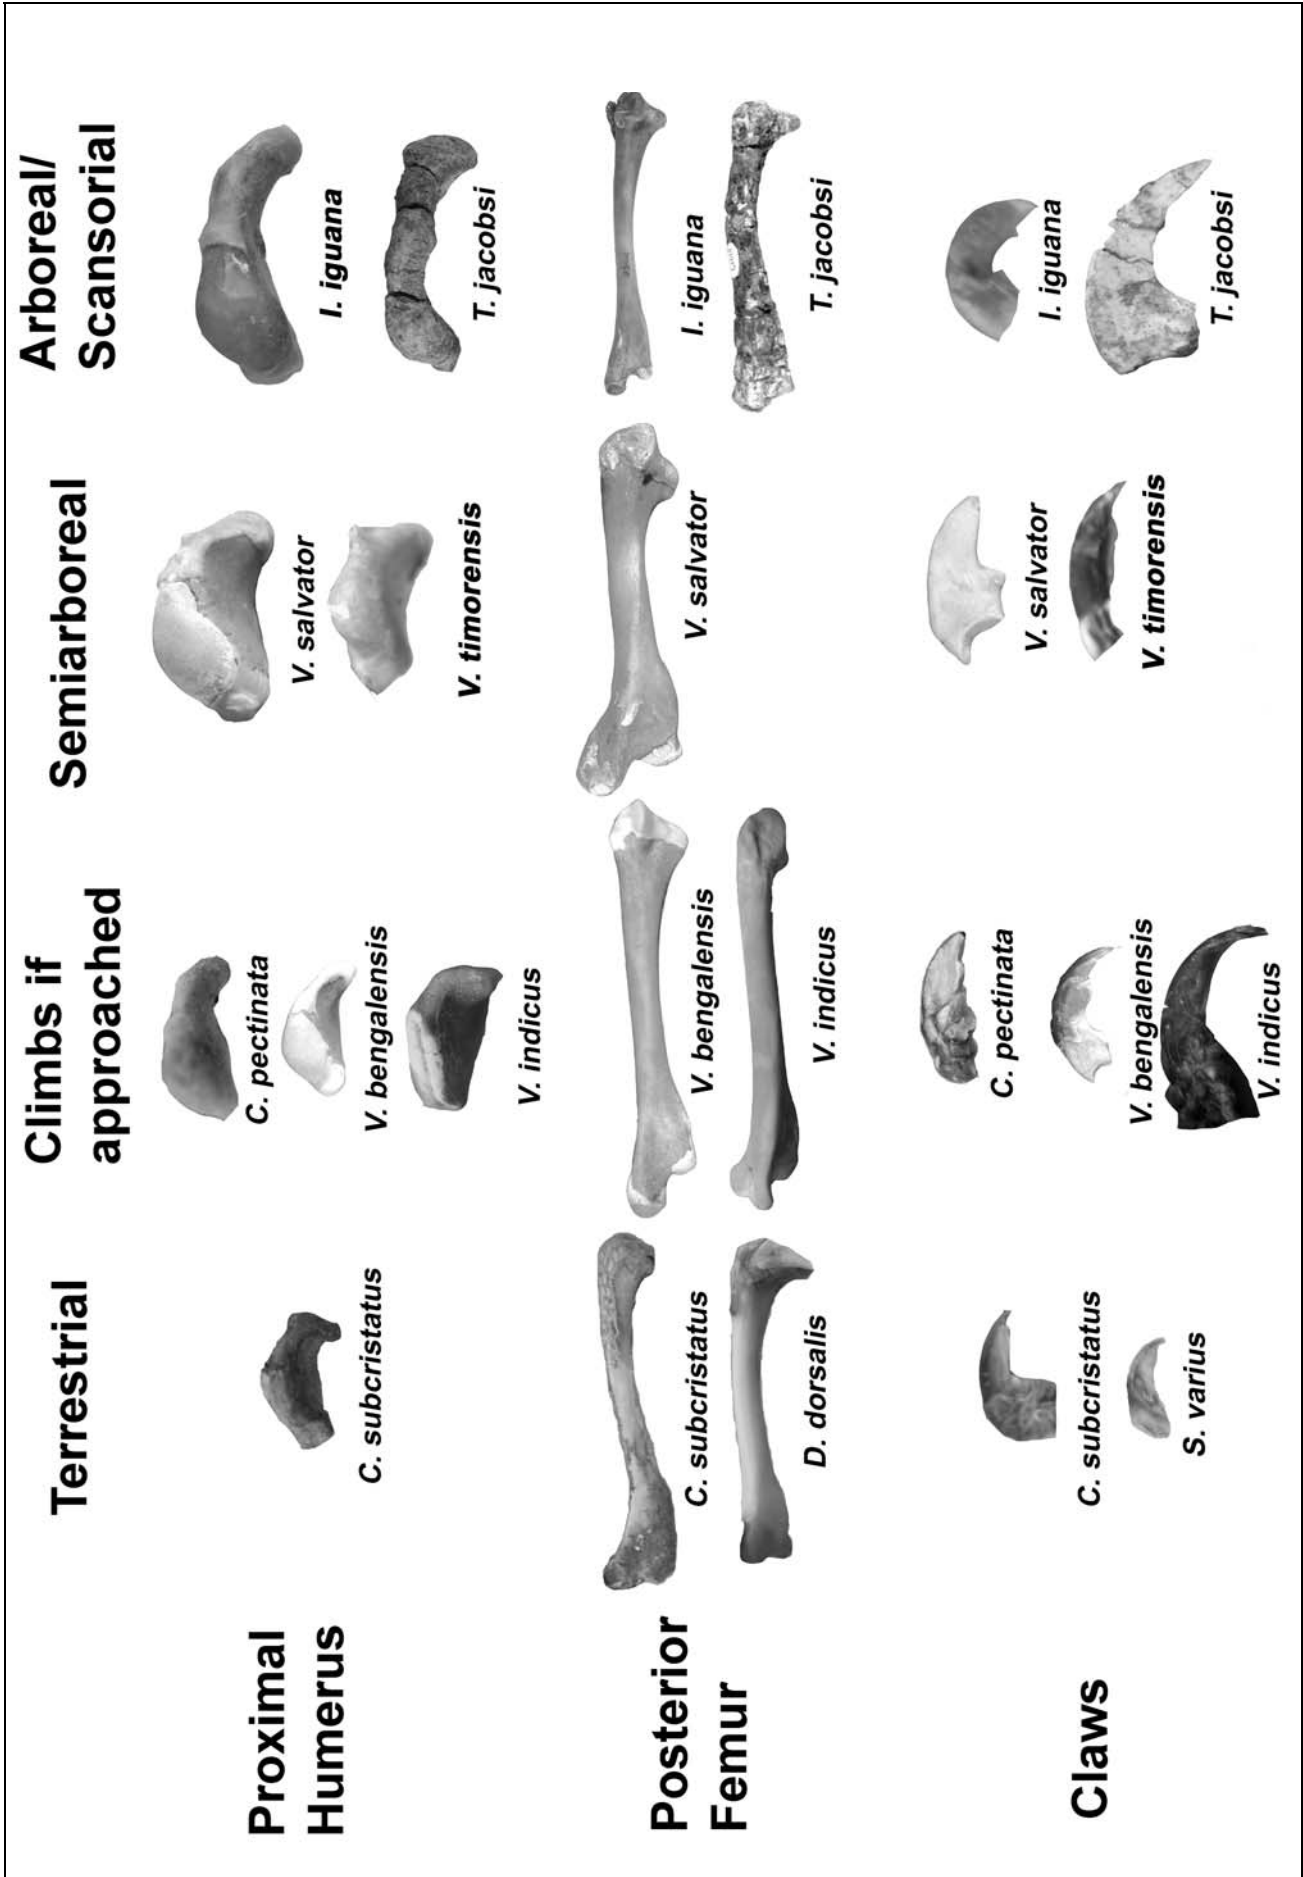 Terrestrial
Climbs if
approached
Semiarboreal
Arboreal/
Scansorial
Proximal
Humerus
C. subcristatus
C. pectinata
V. bengalensis
V. indicus
V. salvator
V. timorensis
I. iguana
T. jacobsi
Posterior
Femur
C. subcristatus
D. dorsalis
V. bengalensis
V. indicus
V. salvator
I. iguana
T. jacobsi
Claws
C. subcristatus
S. varius
C. pectinata
V. bengalensis
V. indicus
V. salvator
V. timorensis
I. iguana
T. jacobsi